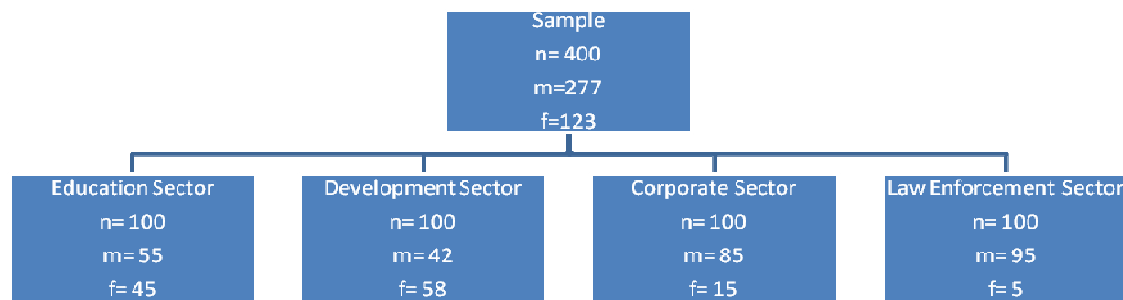 Sample
n= 400
m=277
f=123
Education Sector
n= 100
m= 55
f= 45
Development Sector
n= 100
m= 42
f= 58
Corporate Sector
n= 100
m= 85
f= 15
Law Enforcement Sector
n= 100
m= 95
f= 5